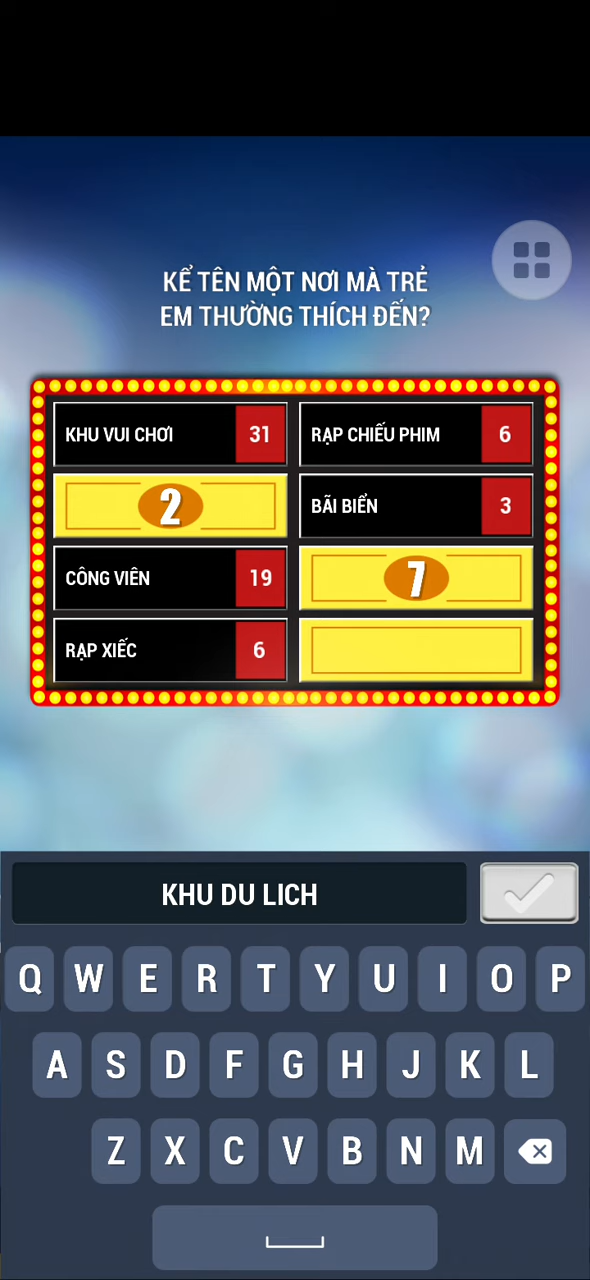 KỂ TÊN MỘT NƠI MÀ TRẺ
EM THƯỜNG THÍCH ĐẾN?
KHU VUI CHƠI 31
RẠP CHIẾU PHIM 6
2
BÃI BIỂN 3
CÔNG VIÊN 19
7
RẠP XIẾC 6
KHU DU LICH
Q W E R T Y U I O P
A S D F G H J K L
Z X C V B N M